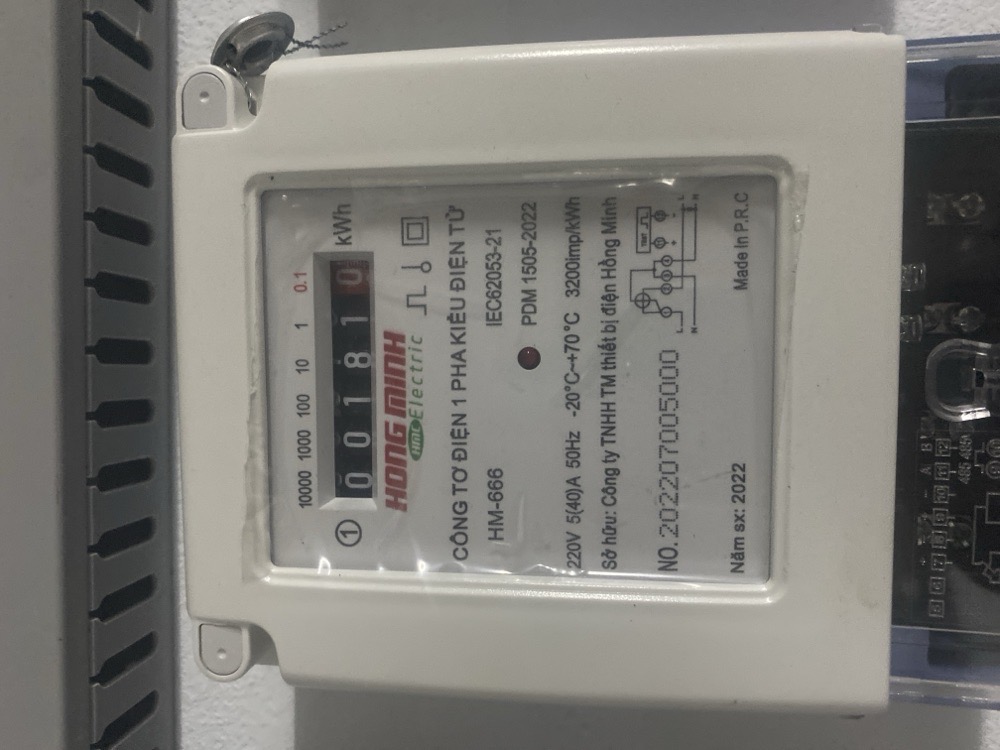 10000 1000 100 10 1 0.1
① 0 0 1 8 1 0 kWh
HONG MINH
HMC Electric
CÔNG TƠ ĐIỆN 1 PHA KIỂU ĐIỆN TỬ
HM-666 IEC62053-21
PDM 1505-2022
220V 5(40)A 50Hz -20°C~+70°C 3200imp/kWh
Sở hữu: Công ty TNHH TM thiết bị điện Hồng Minh
NO.202207005000
L N L N
Năm sx: 2022 Made In P.R.C